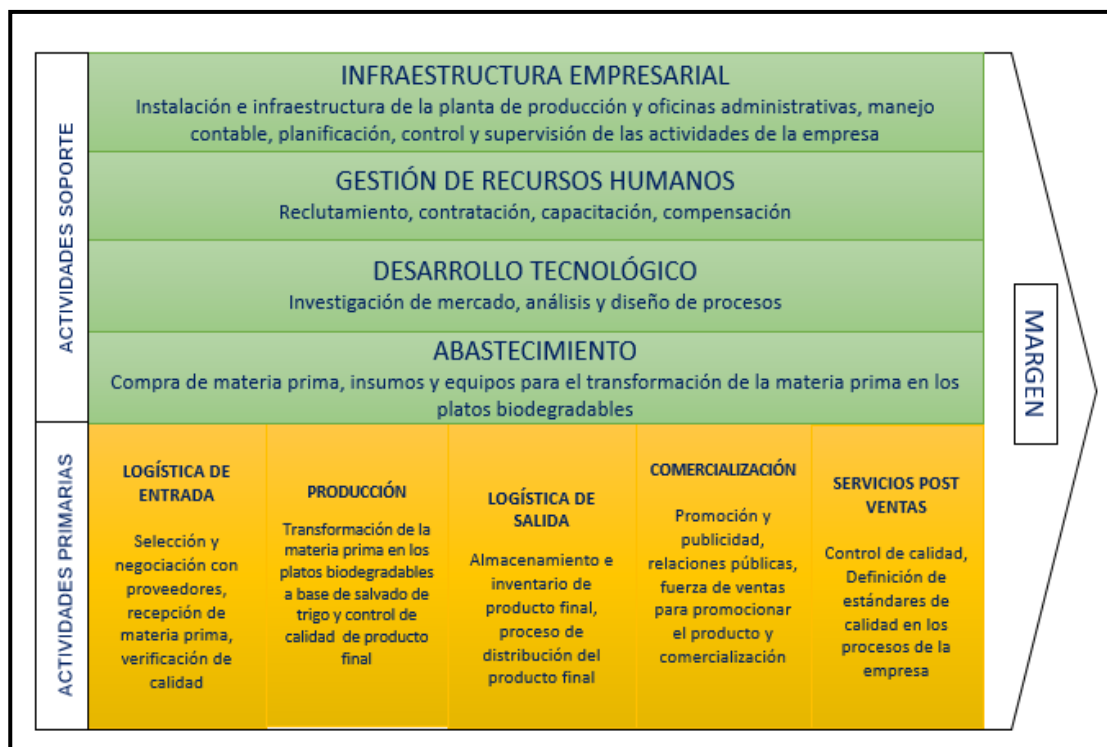 ACTIVIDADES SOPORTE
INFRAESTRUCTURA EMPRESARIAL
Instalación e infraestructura de la planta de producción y oficinas administrativas, manejo
contable, planificación, control y supervisión de las actividades de la empresa
GESTIÓN DE RECURSOS HUMANOS
Reclutamiento, contratación, capacitación, compensación
DESARROLLO TECNOLÓGICO
Investigación de mercado, análisis y diseño de procesos
ABASTECIMIENTO
Compra de materia prima, insumos y equipos para el transformación de la materia prima en los
platos biodegradables
ACTIVIDADES PRIMARIAS
LOGÍSTICA DE
ENTRADA
Selección y
negociación con
proveedores,
recepción de
materia prima,
verificación de
calidad
PRODUCCIÓN
Transformación de la
materia prima en los
platos biodegradables
a base de salvado de
trigo y control de
calidad de producto
final
LOGÍSTICA DE
SALIDA
Almacenamiento e
inventario de
producto final,
proceso de
distribución del
producto final
COMERCIALIZACIÓN
Promoción y
publicidad,
relaciones públicas,
fuerza de ventas
para promocionar
el producto y
comercialización
SERVICIOS POST
VENTAS
Control de calidad,
Definición de
estándares de
calidad en los
procesos de la
empresa
MARGEN